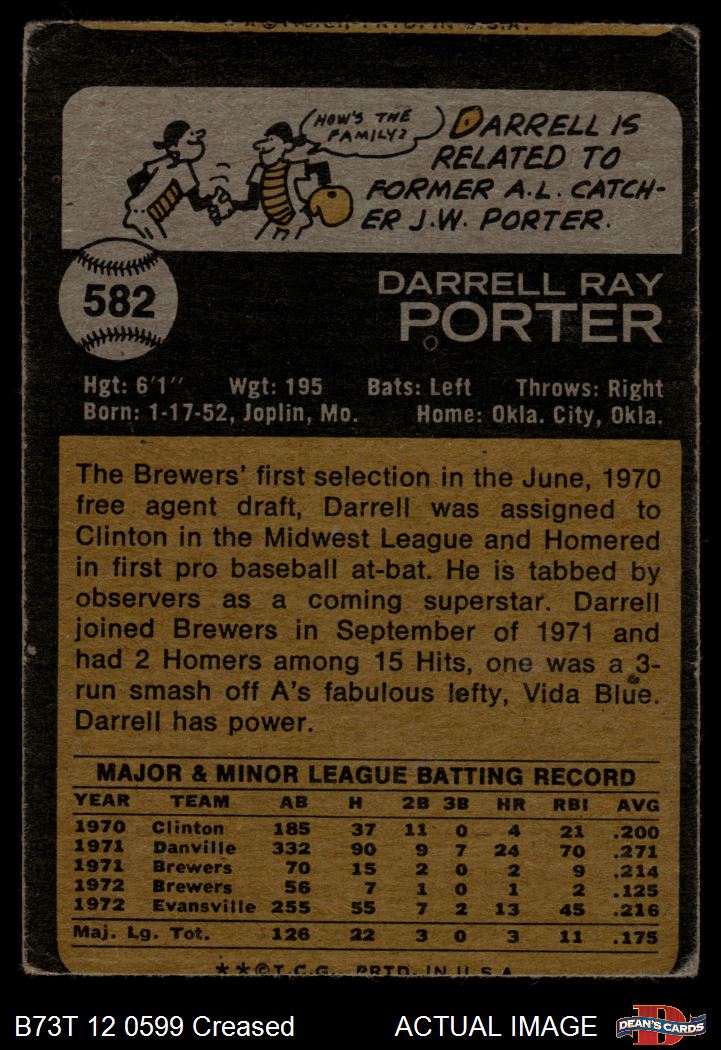 **©T.C.G. PRTD. IN U.S.A.
HOW'S THE
FAMILY?
DARRELL IS
RELATED TO
FORMER A.L. CATCH-
ER J.W. PORTER.
582
DARRELL RAY
PORTER
Hgt: 6'1" Wgt: 195 Bats: Left Throws: Right
Born: 1-17-52, Joplin, Mo. Home: Okla. City, Okla.
The Brewers' first selection in the June, 1970
free agent draft, Darrell was assigned to
Clinton in the Midwest League and Homered
in first pro baseball at-bat. He is tabbed by
observers as a coming superstar. Darrell
joined Brewers in September of 1971 and
had 2 Homers among 15 Hits, one was a 3-
run smash off A's fabulous lefty, Vida Blue.
Darrell has power.
MAJOR & MINOR LEAGUE BATTING RECORD
YEAR TEAM AB H 2B 3B HR RBI AVG
1970 Clinton 185 37 11 0 4 21 .200
1971 Danville 332 90 9 7 24 70 .271
1971 Brewers 70 15 2 0 2 9 .214
1972 Brewers 56 7 1 0 1 2 .125
1972 Evansville 255 55 7 2 13 45 .216
Maj. Lg. Tot. 126 22 3 0 3 11 .175
**©T.C.G. PRTD. IN U.S.A.
B73T 12 0599 Creased ACTUAL IMAGE
DEAN'S CARDS